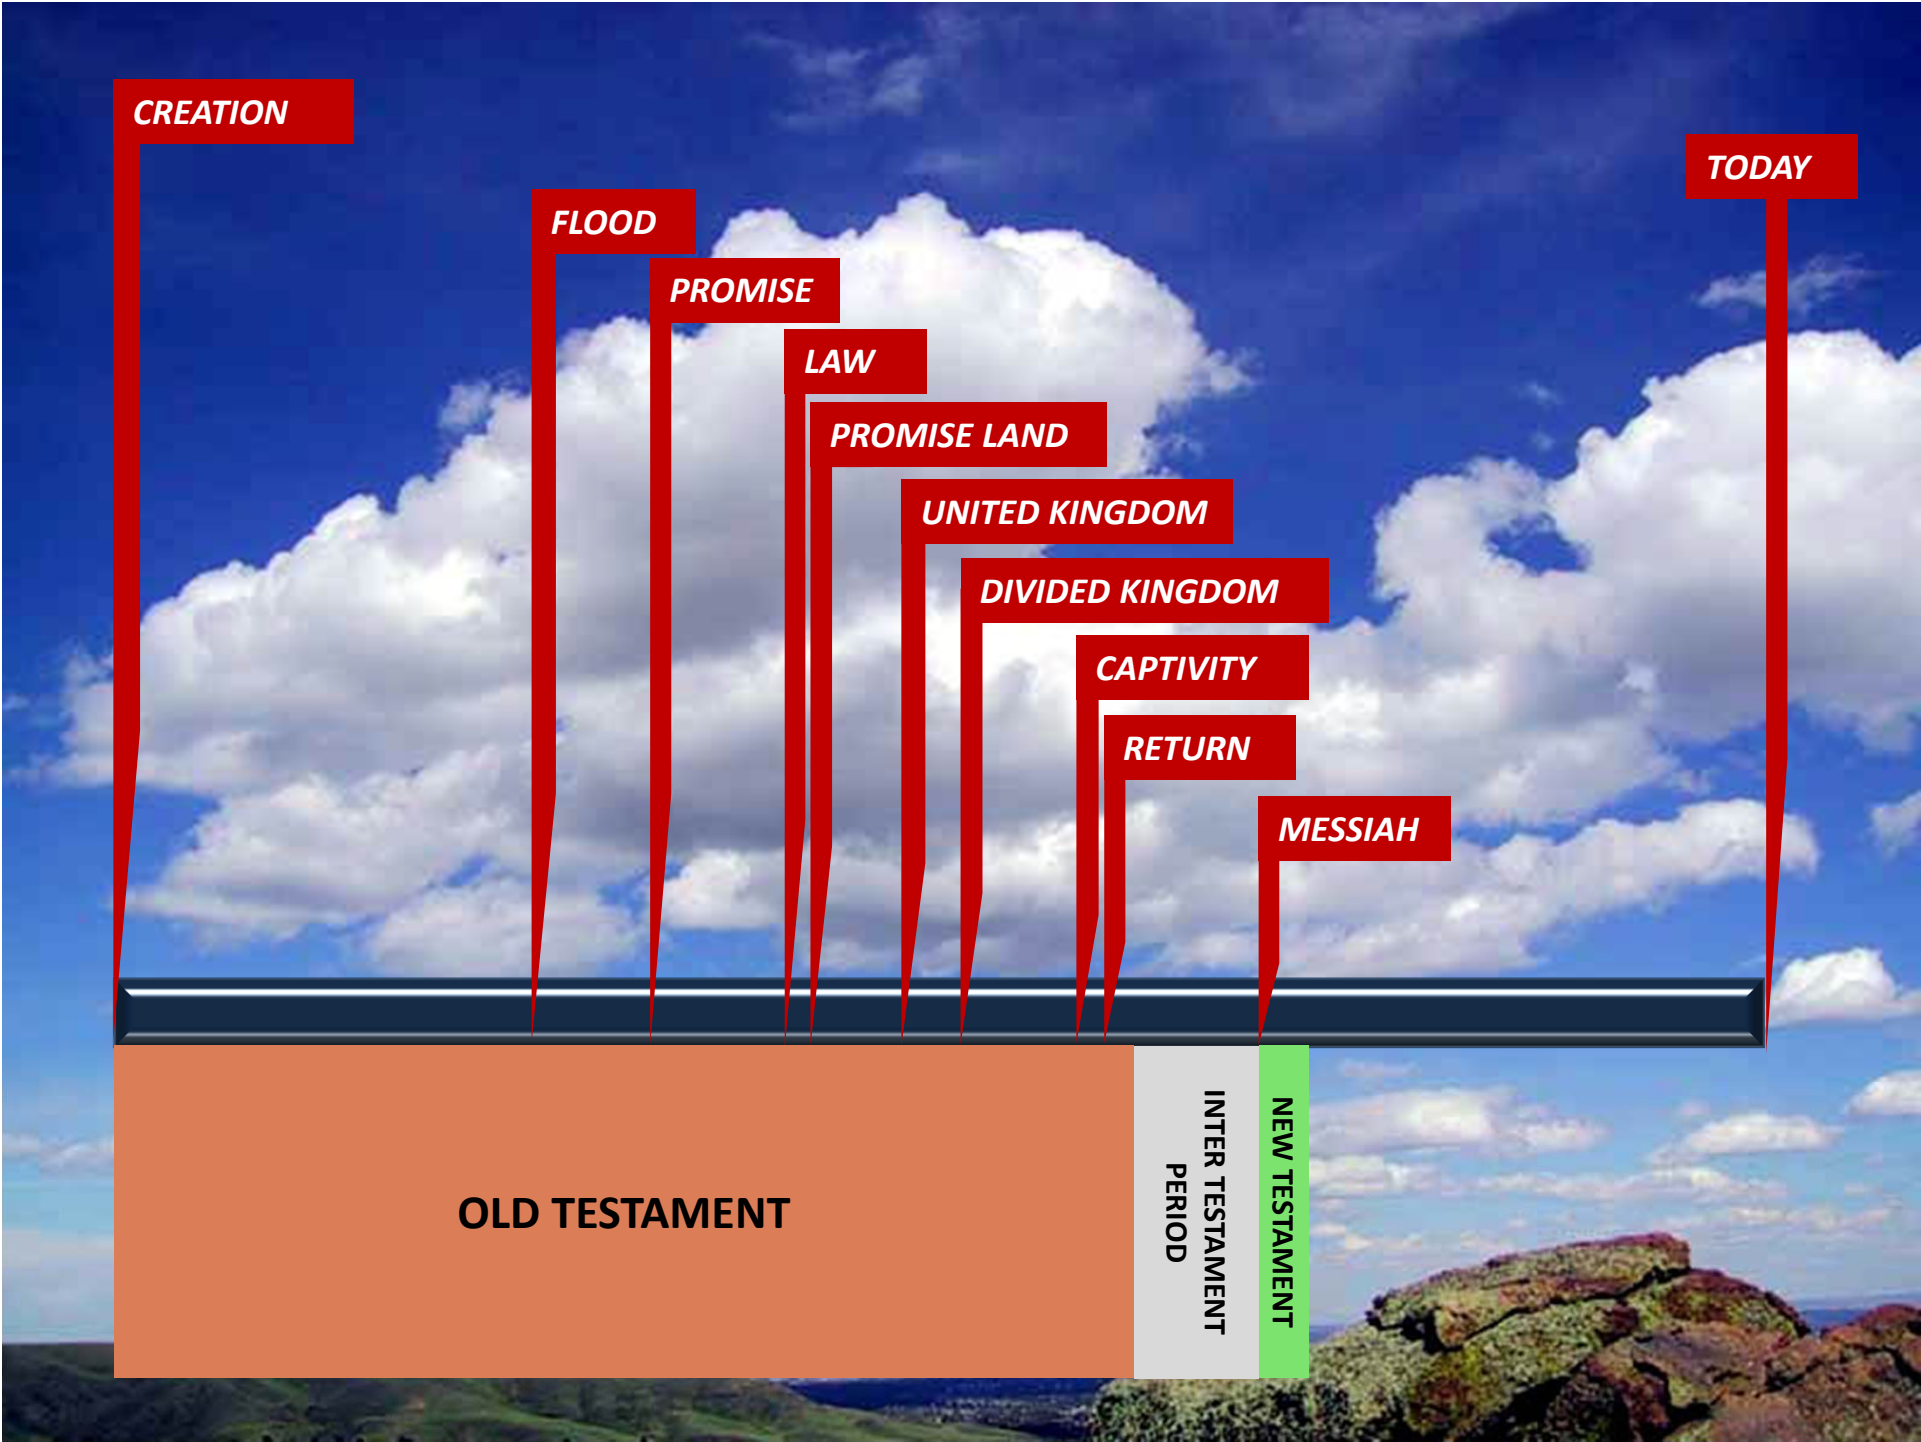 CREATION
TODAY
FLOOD
PROMISE
LAW
PROMISE LAND
UNITED KINGDOM
DIVIDED KINGDOM
CAPTIVITY
RETURN
MESSIAH
OLD TESTAMENT
INTER TESTAMENT
PERIOD
NEW TESTAMENT